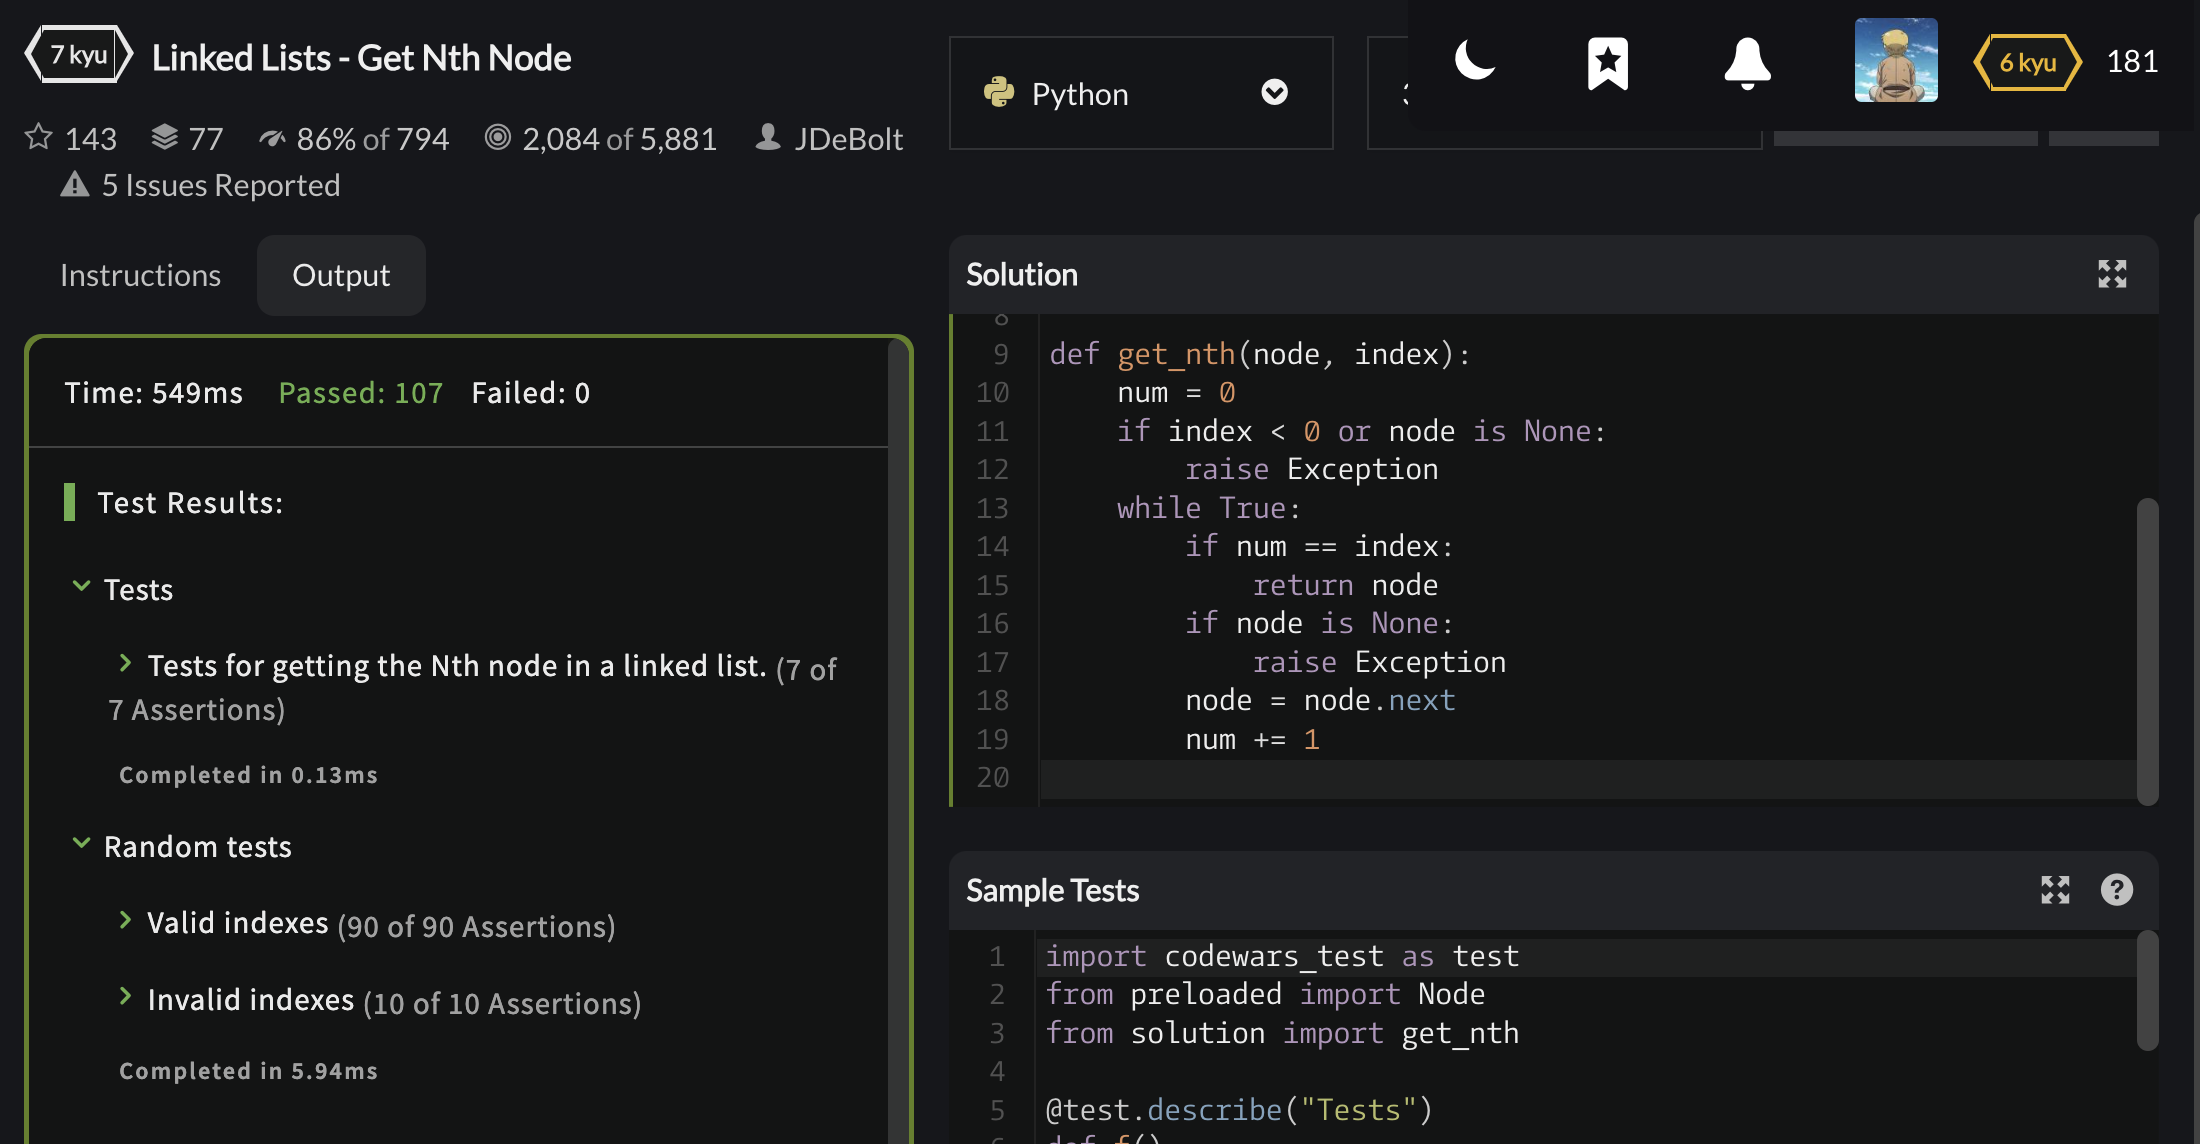 7 kyu Linked Lists - Get Nth Node
143 77 86% of 794 2,084 of 5,881 JDeBolt
5 Issues Reported
Python
6 kyu 181
Instructions Output
Time: 549ms Passed: 107 Failed: 0
Test Results:
Tests
Tests for getting the Nth node in a linked list. (7 of
7 Assertions)
Completed in 0.13ms
Random tests
Valid indexes (90 of 90 Assertions)
Invalid indexes (10 of 10 Assertions)
Completed in 5.94ms
Solution
8
9 def get_nth(node, index):
10     num = 0
11     if index < 0 or node is None:
12         raise Exception
13     while True:
14         if num == index:
15             return node
16         if node is None:
17             raise Exception
18         node = node.next
19         num += 1
20
Sample Tests
1 import codewars_test as test
2 from preloaded import Node
3 from solution import get_nth
4
5 @test.describe("Tests")
6 def f()